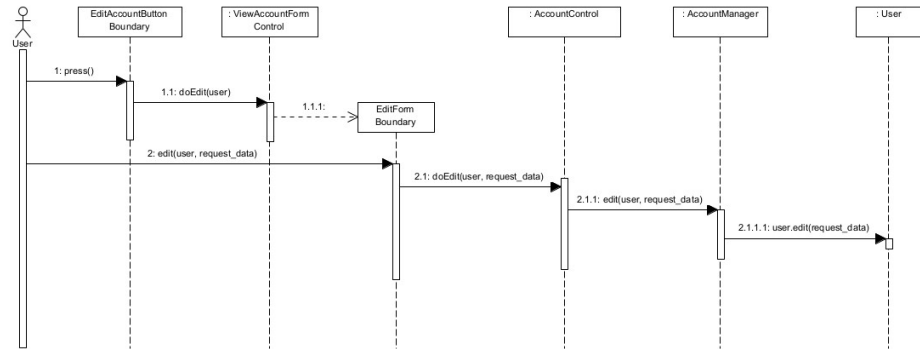 EditAccountButton
Boundary
: ViewAccountForm
Control
: AccountControl
: AccountManager
: User
User
1: press()
1.1: doEdit(user)
1.1.1:
EditForm
Boundary
2: edit(user, request_data)
2.1: doEdit(user, request_data)
2.1.1: edit(user, request_data)
2.1.1.1: user.edit(request_data)